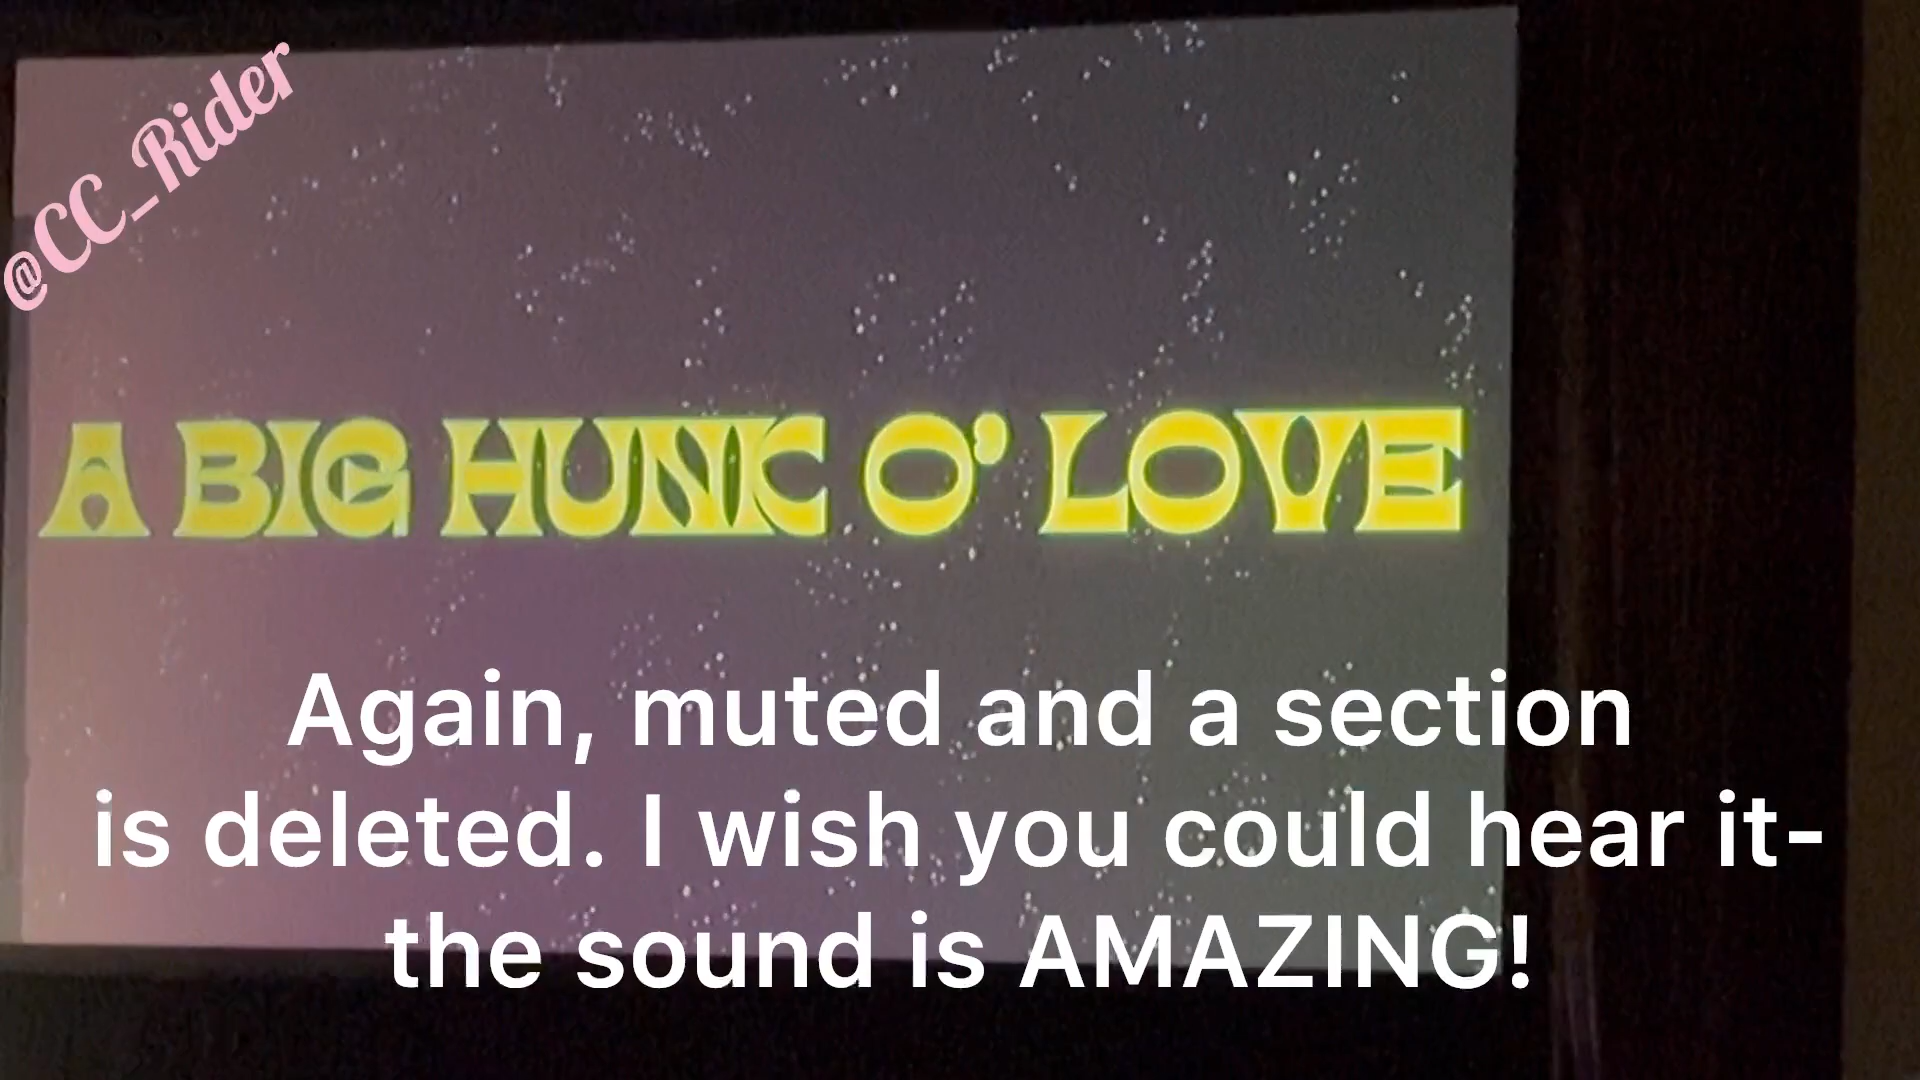 @CC_Rider
A BIG HUNK O' LOVE
Again, muted and a section
is deleted. I wish you could hear it-
the sound is AMAZING!